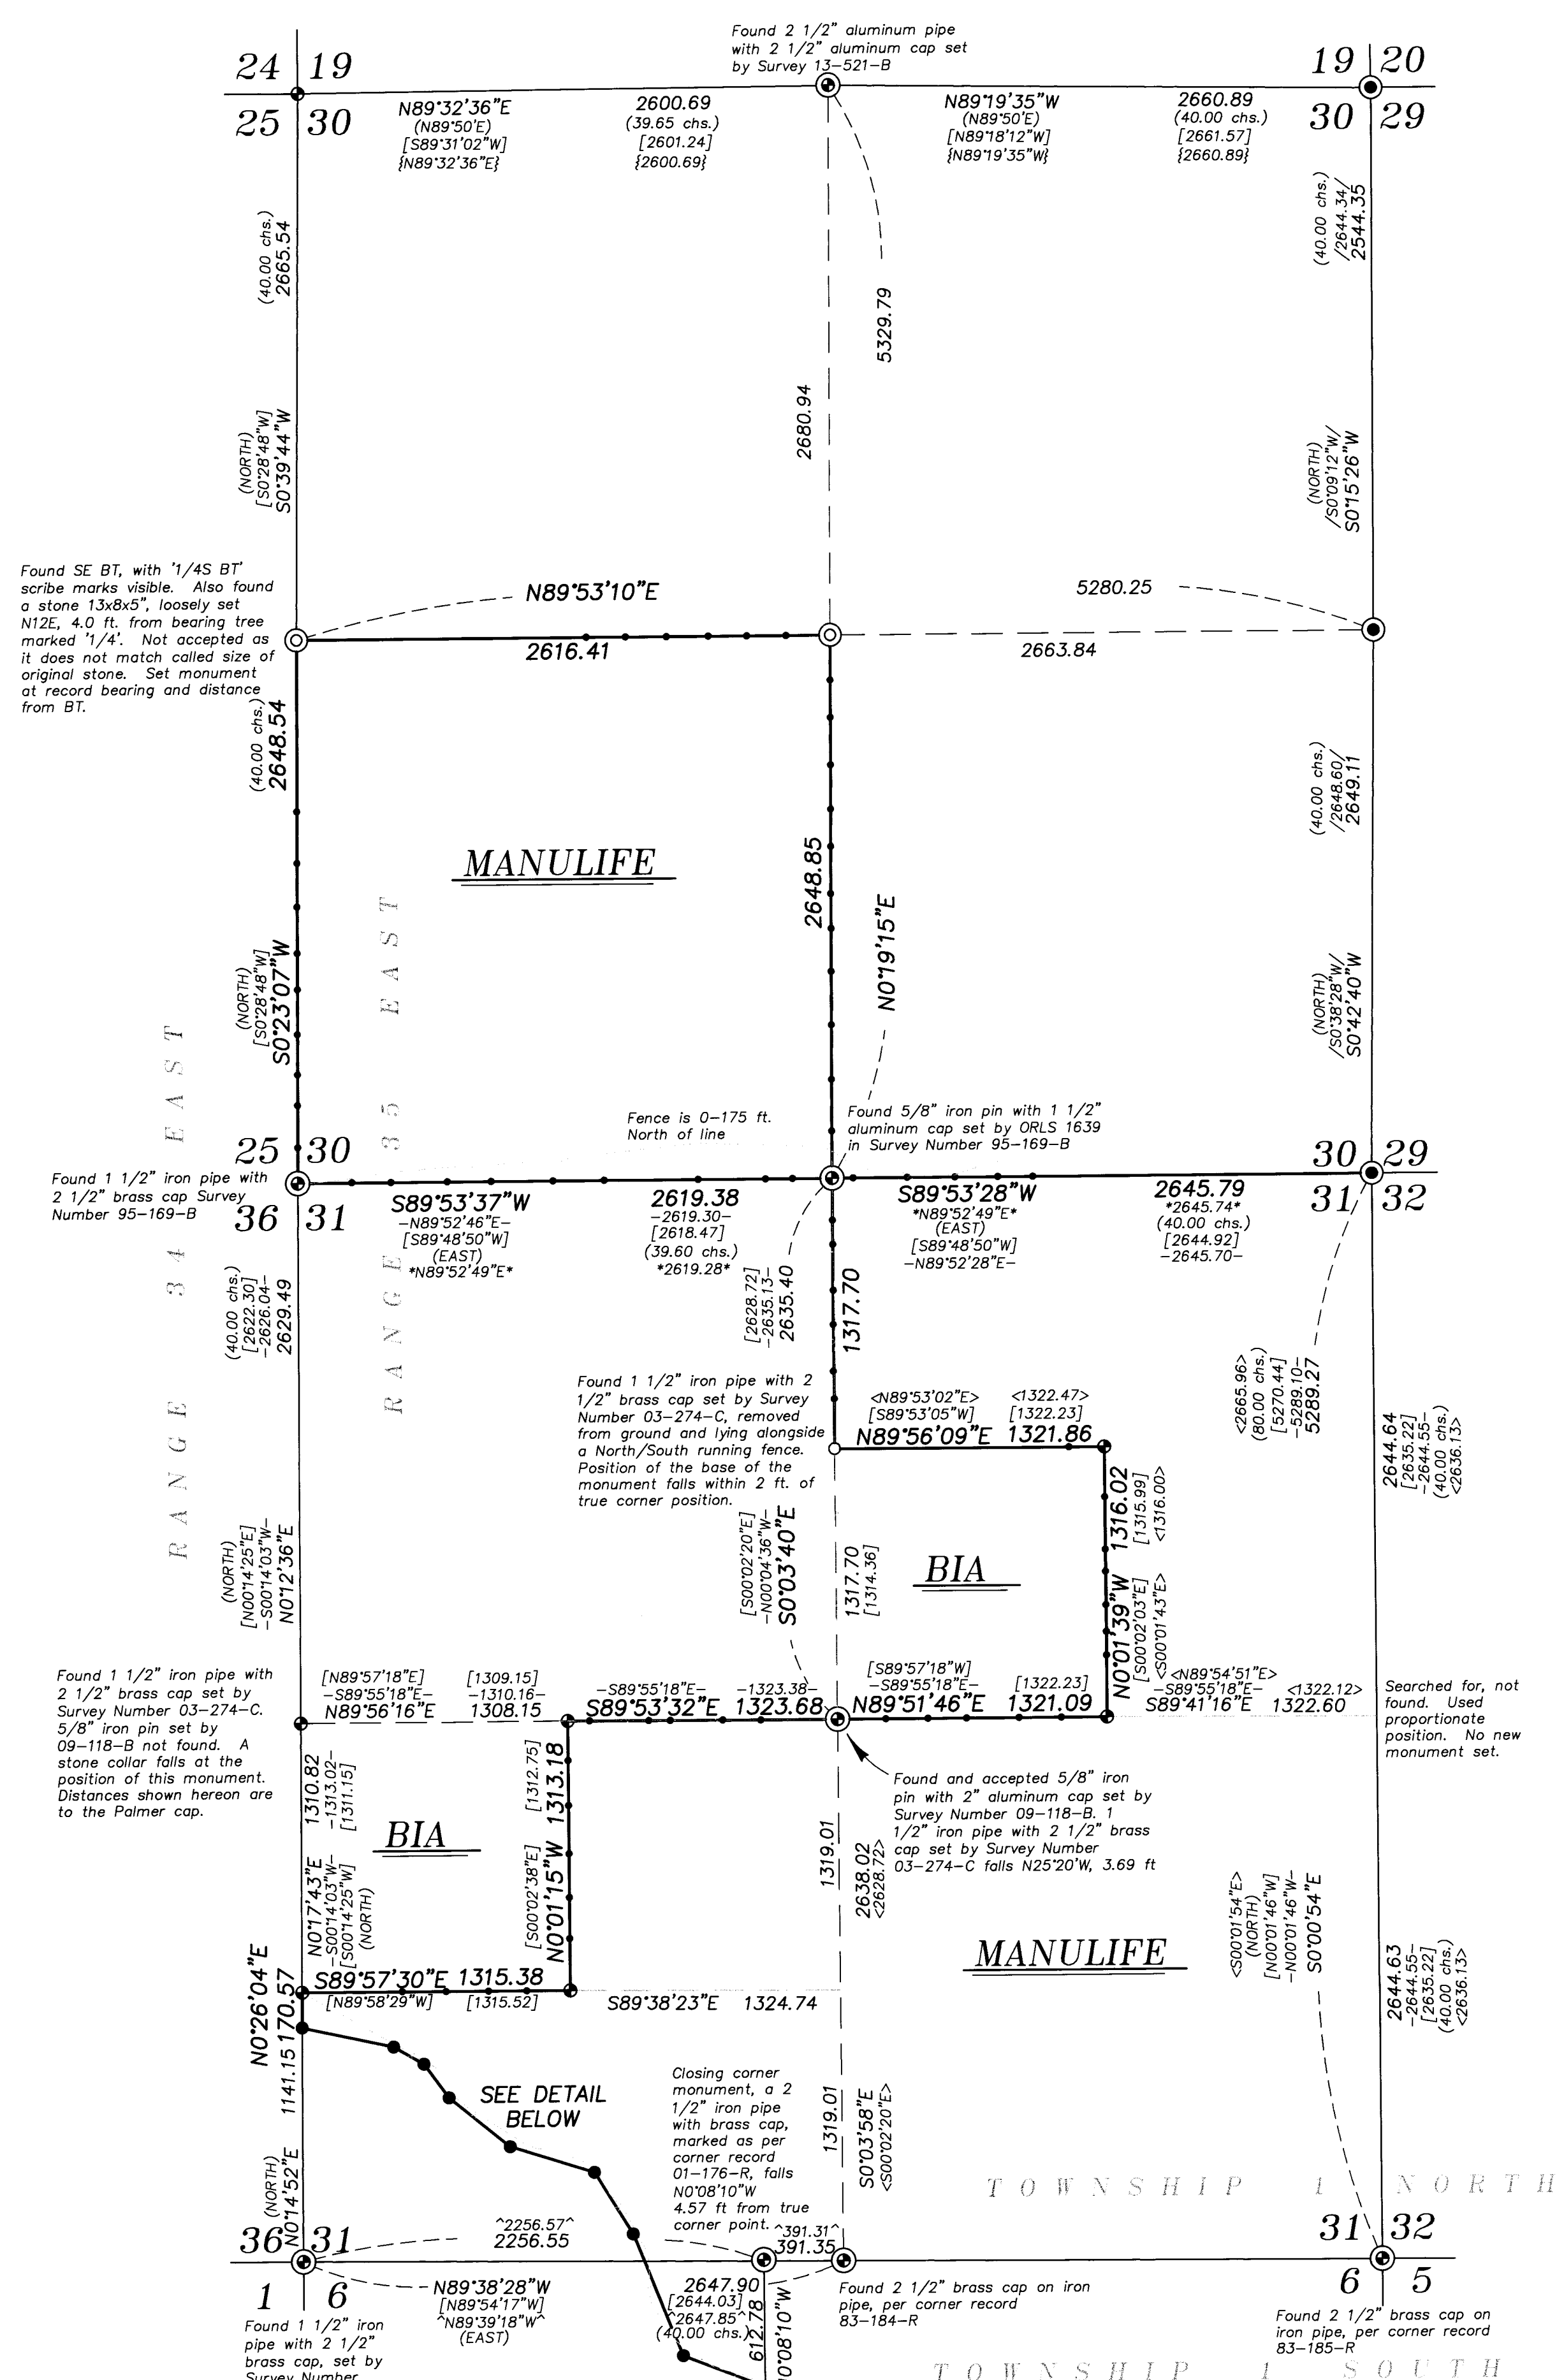 Found 2 1/2" aluminum pipe
with 2 1/2" aluminum cap set
by Survey 13-521-B
24 19
25 30
19 20
30 29
N89°32'36"E
(N89°50'E)
[S89°31'02"W]
{N89°32'36"E}
2600.69
(39.65 chs.)
[2601.24]
{2600.69}
N89°19'35"W
(N89°50'E)
[N89°18'12"W]
{N89°19'35"W}
2660.89
(40.00 chs.)
[2661.57]
{2660.89}
(40.00 chs.)
2665.54
(NORTH)
[S0°28'48"W]
S0°39'44"W
5329.79
2680.94
(40.00 chs.)
/2644.34/
2544.35
(NORTH)
/S0°09'12"W/
S0°15'26"W
Found SE BT, with '1/4S BT'
scribe marks visible. Also found
a stone 13x8x5", loosely set
N12E, 4.0 ft. from bearing tree
marked '1/4'. Not accepted as
it does not match called size of
original stone. Set monument
at record bearing and distance
from BT.
N89°53'10"E
2616.41
5280.25
2663.84
(40.00 chs.)
2648.54
(NORTH)
[S0°28'48"W]
S0°23'07"W
MANULIFE
2648.85
N0°19'15"E
(40.00 chs.)
/2648.60/
2649.11
(NORTH)
/S0°38'28"W/
S0°42'40"W
RANGE 34 EAST
RANGE 35 EAST
Fence is 0-175 ft.
North of line
Found 5/8" iron pin with 1 1/2"
aluminum cap set by ORLS 1639
in Survey Number 95-169-B
25 30
36 31
30 29
31 32
Found 1 1/2" iron pipe with
2 1/2" brass cap Survey
Number 95-169-B
S89°53'37"W
-N89°52'46"E-
[S89°48'50"W]
(EAST)
*N89°52'49"E*
2619.38
-2619.30-
[2618.47]
(39.60 chs.)
*2619.28*
S89°53'28"W
*N89°52'49"E*
(EAST)
[S89°48'50"W]
-N89°52'28"E-
2645.79
*2645.74*
(40.00 chs.)
[2644.92]
-2645.70-
(40.00 chs.)
[2622.30]
-2626.04-
2629.49
(NORTH)
[N00°14'25"E]
-S00°14'03"W-
N0°12'36"E
[2628.72]
-2635.13-
2635.40
1317.70
<2665.96>
(80.00 chs.)
[5270.44]
-5289.10-
5289.27
2644.64
[2635.22]
-2644.55-
(40.00 chs.)
<2636.13>
Found 1 1/2" iron pipe with 2
1/2" brass cap set by Survey
Number 03-274-C, removed
from ground and lying alongside
a North/South running fence.
Position of the base of the
monument falls within 2 ft. of
true corner position.
<N89°53'02"E> <1322.47>
[S89°53'05"W] [1322.23]
N89°56'09"E 1321.86
[S00°02'20"E]
-N00°04'36"W-
S0°03'40"E
1317.70
[1314.36]
BIA
1316.02
[1315.99]
<1316.00>
N0°01'39"W
[S00°02'03"E]
<S00°01'43"E>
Found 1 1/2" iron pipe with
2 1/2" brass cap set by
Survey Number 03-274-C.
5/8" iron pin set by
09-118-B not found. A
stone collar falls at the
position of this monument.
Distances shown hereon are
to the Palmer cap.
[N89°57'18"E] [1309.15]
-S89°55'18"E- -1310.16-
N89°56'16"E 1308.15
-S89°55'18"E- -1323.38-
S89°53'32"E 1323.68
[S89°57'18"W]
-S89°55'18"E- [1322.23]
N89°51'46"E 1321.09
<N89°54'51"E>
-S89°55'18"E- <1322.12>
S89°41'16"E 1322.60
Searched for, not
found. Used
proportionate
position. No new
monument set.
1310.82
-1313.02-
[1311.15]
N0°17'43"E
-S00°14'03"W-
[S00°14'25"W]
(NORTH)
BIA
[1312.75]
1313.18
[S00°02'38"E]
N0°01'15"W
Found and accepted 5/8" iron
pin with 2" aluminum cap set by
Survey Number 09-118-B. 1
1/2" iron pipe with 2 1/2" brass
cap set by Survey Number
03-274-C falls N25°20'W, 3.69 ft
1319.01
2638.02
<2628.72>
MANULIFE
<S00°01'54"E>
(NORTH)
[N00°01'46"W]
-N00°01'46"W-
S0°00'54"E
2644.63
-2644.55-
[2635.22]
(40.00 chs.)
<2636.13>
N0°26'04"E
170.57
S89°57'30"E 1315.38
[N89°58'29"W] [1315.52]
S89°38'23"E 1324.74
1141.15
(NORTH)
N0°14'52"E
SEE DETAIL
BELOW
Closing corner
monument, a 2
1/2" iron pipe
with brass cap,
marked as per
corner record
01-176-R, falls
N0°08'10"W
4.57 ft from true
corner point.
1319.01
S0°03'58"E
<S00°02'20"E>
TOWNSHIP 1 NORTH
36 31
1 6
31 32
6 5
^2256.57^
2256.55
^391.31^
391.35
N89°38'28"W
[N89°54'17"W]
^N89°39'18"W^
(EAST)
2647.90
[2644.03]
^2647.85^
(40.00 chs.)
612.78
0°08'10"W
Found 2 1/2" brass cap on iron
pipe, per corner record
83-184-R
Found 2 1/2" brass cap on
iron pipe, per corner record
83-185-R
Found 1 1/2" iron
pipe with 2 1/2"
brass cap, set by
Survey Number
TOWNSHIP 1 SOUTH